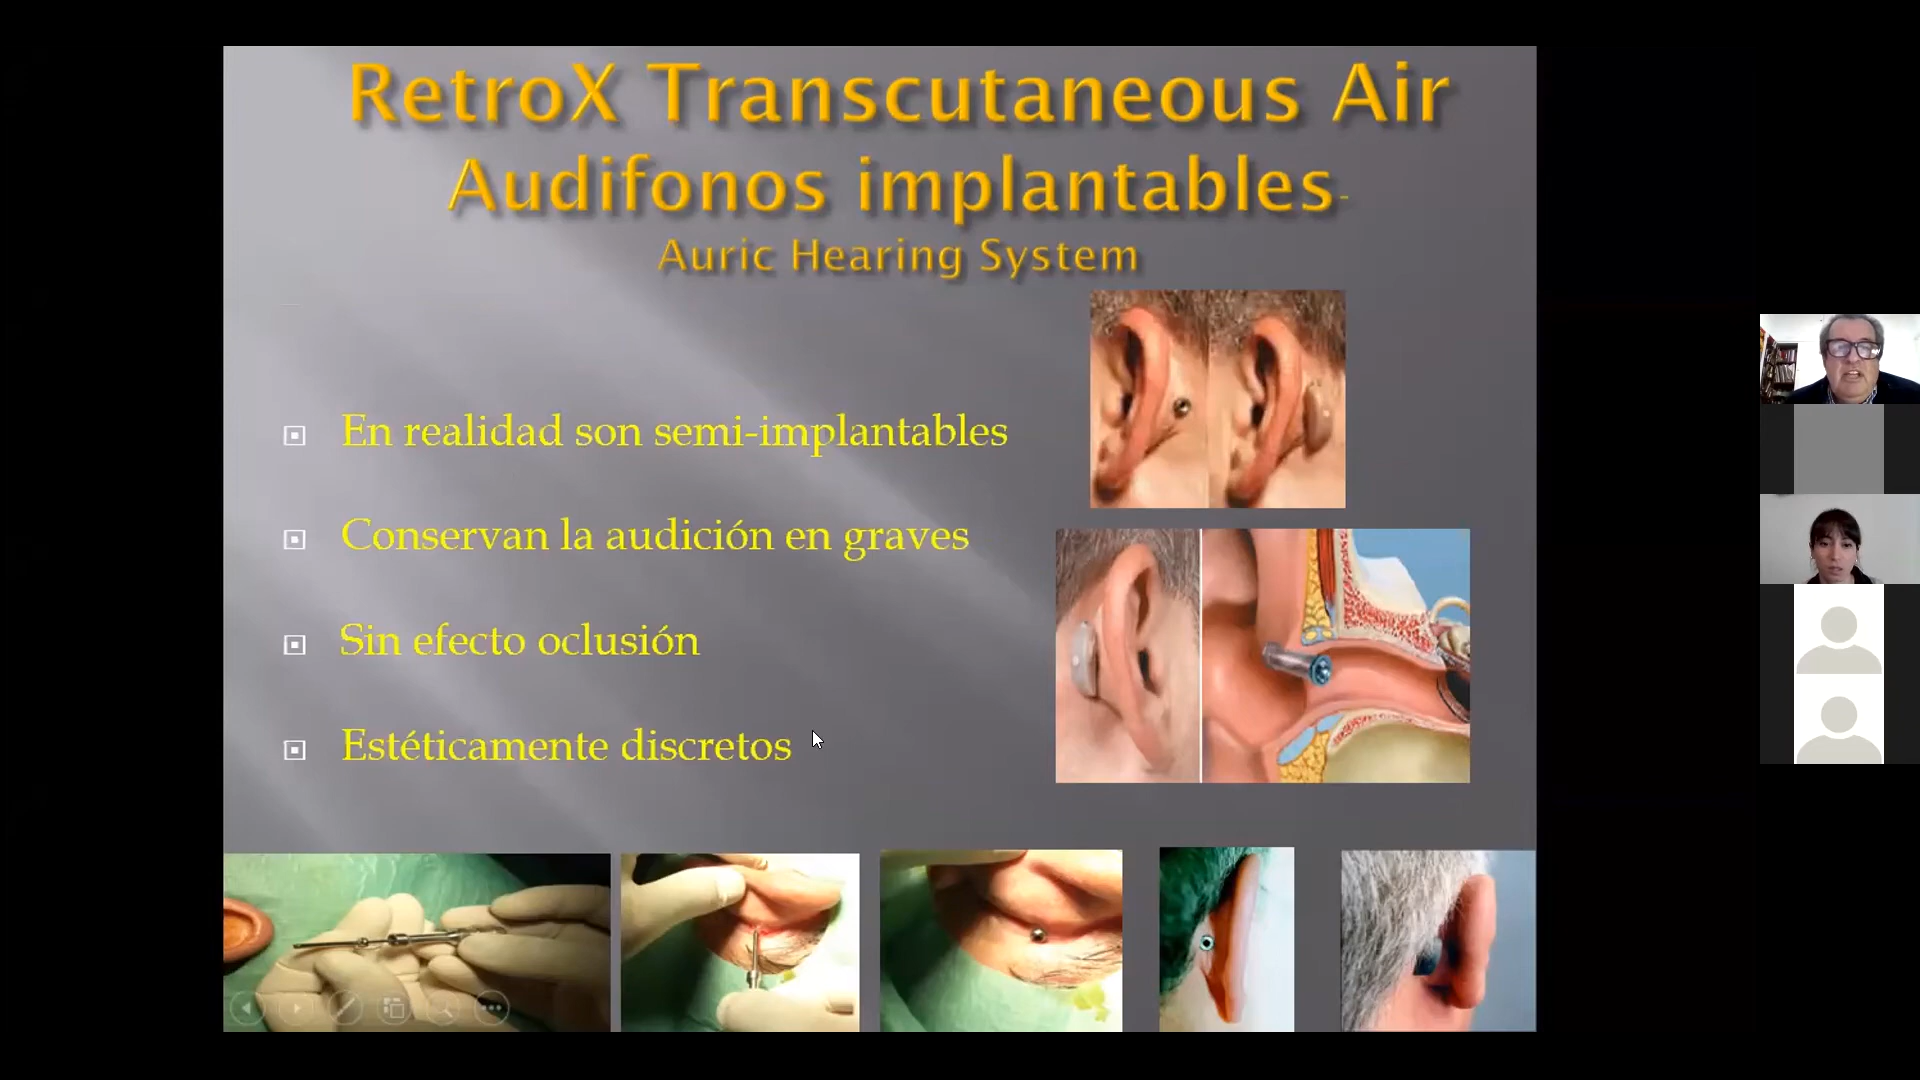 RetroX Transcutaneous Air
Audifonos implantables-
Auric Hearing System
En realidad son semi-implantables
Conservan la audición en graves
Sin efecto oclusión
Estéticamente discretos